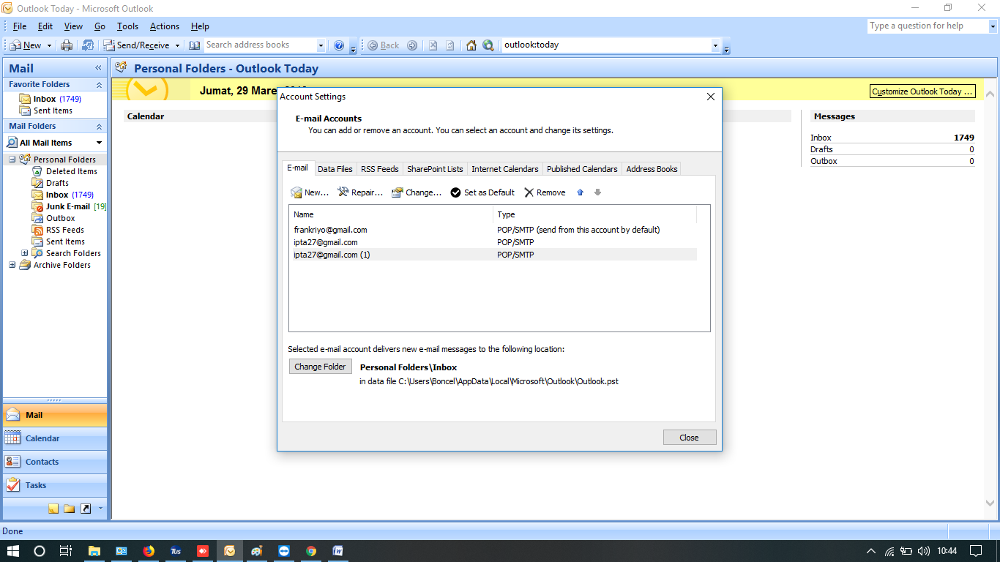 Outlook Today - Microsoft Outlook
File Edit View Go Tools Actions Help
Type a question for help
New Send/Receive Search address books Back outlook:today
Mail
Favorite Folders
Inbox (1749)
Sent Items
Mail Folders
All Mail Items
Personal Folders
Deleted Items
Drafts
Inbox (1749)
Junk E-mail [19]
Outbox
RSS Feeds
Sent Items
Search Folders
Archive Folders
Mail
Calendar
Contacts
Tasks
Personal Folders - Outlook Today
Jumat, 29 Mare
Customize Outlook Today ...
Calendar
Messages
Inbox 1749
Drafts 0
Outbox 0
Account Settings
E-mail Accounts
You can add or remove an account. You can select an account and change its settings.
E-mail Data Files RSS Feeds SharePoint Lists Internet Calendars Published Calendars Address Books
New... Repair... Change... Set as Default Remove
Name Type
frankriyo@gmail.com POP/SMTP (send from this account by default)
ipta27@gmail.com POP/SMTP
ipta27@gmail.com (1) POP/SMTP
Selected e-mail account delivers new e-mail messages to the following location:
Change Folder Personal Folders\Inbox
in data file C:\Users\Boncel\AppData\Local\Microsoft\Outlook\Outlook.pst
Close
Done
Tus
10:44